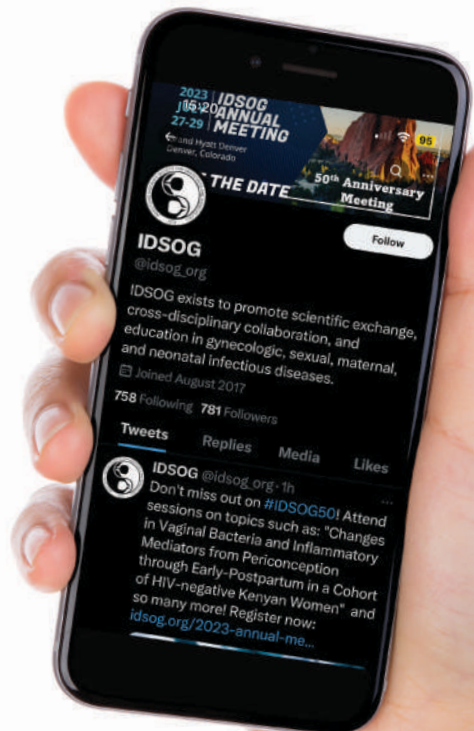 2023
IDSOG
ANNUAL
MEETING
15:20
27-29
95
Grand Hyatt Denver
Denver, Colorado
THE DATE
50th Anniversary
Meeting
Follow
IDSOG
@idsog_org
IDSOG exists to promote scientific exchange,
cross-disciplinary collaboration, and
education in gynecologic, sexual, maternal,
and neonatal infectious diseases.
Joined August 2017
758 Following 781 Followers
Tweets Replies Media Likes
IDSOG @idsog_org · 1h
Don't miss out on #IDSOG50! Attend
sessions on topics such as: "Changes
in Vaginal Bacteria and Inflammatory
Mediators from Periconception
through Early-Postpartum in a Cohort
of HIV-negative Kenyan Women" and
so many more! Register now:
idsog.org/2023-annual-me...